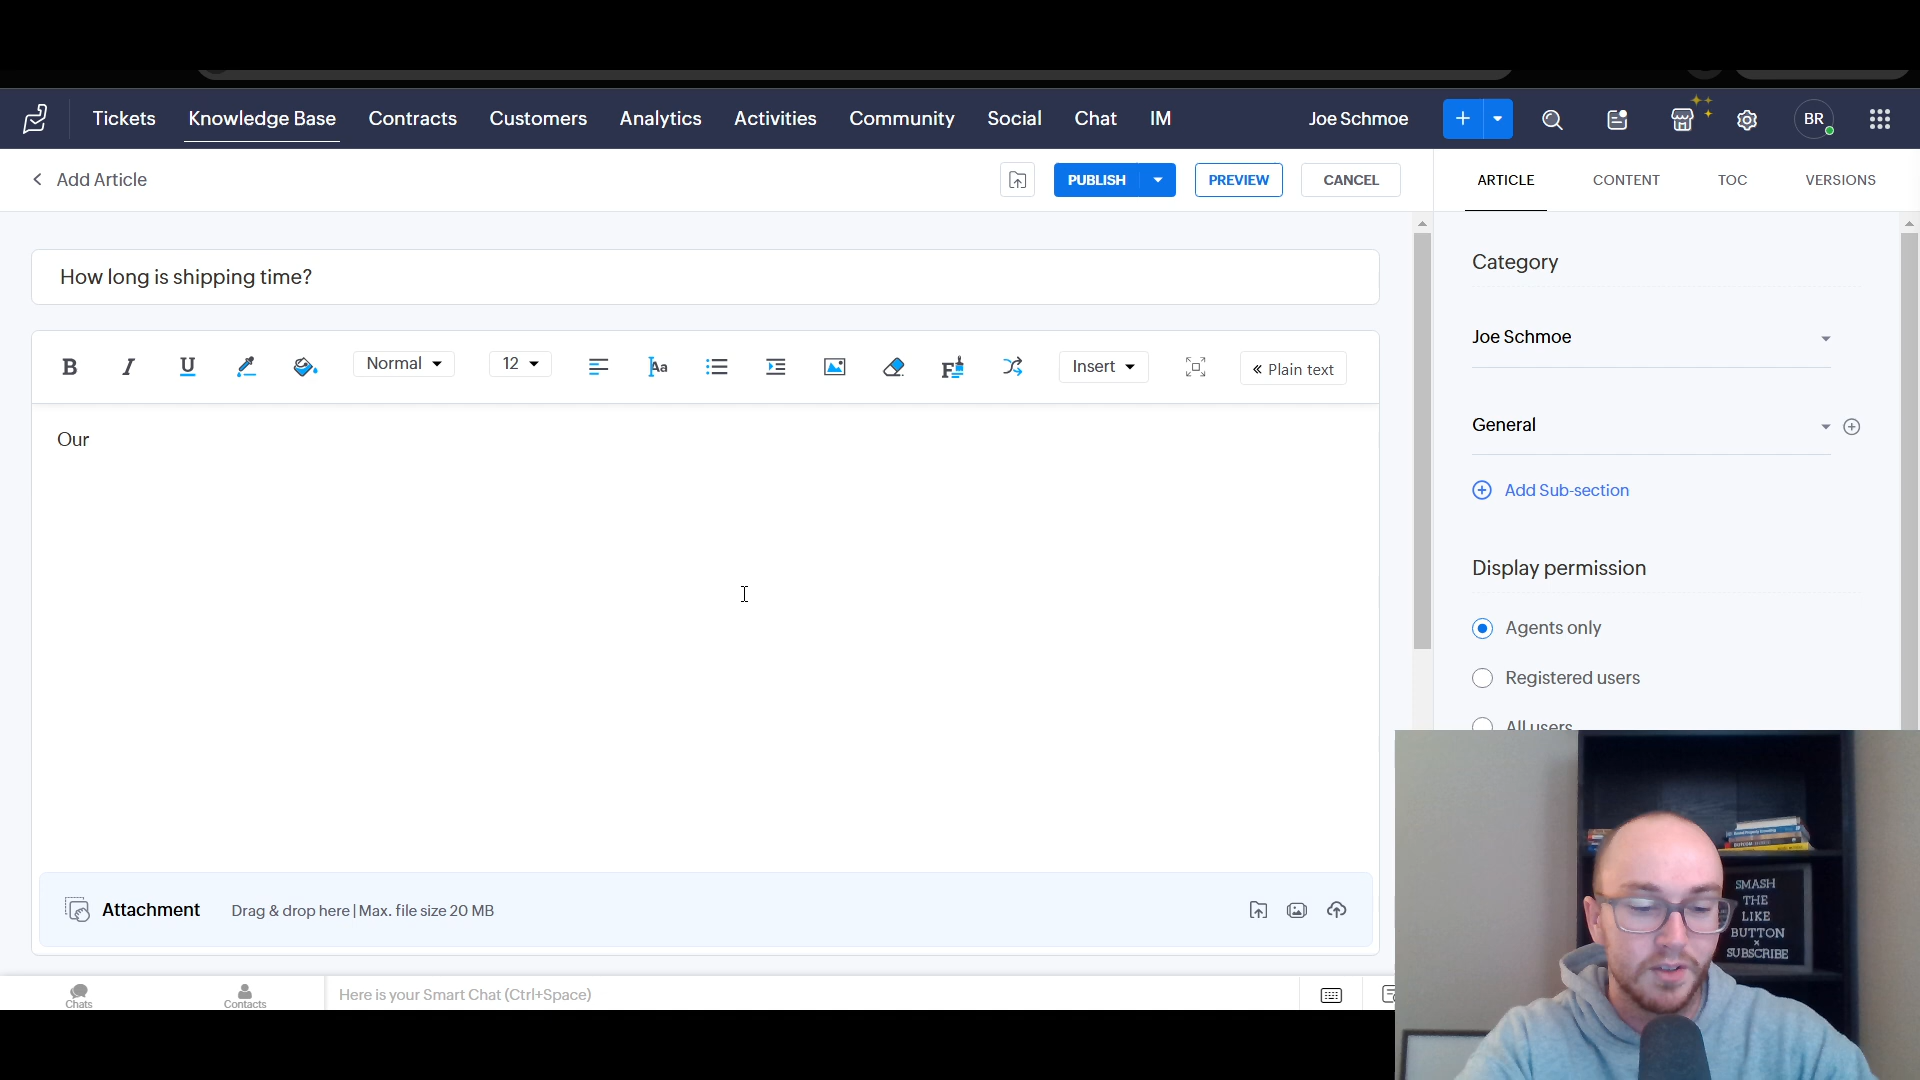 Tickets
Knowledge Base
Contracts
Customers
Analytics
Activities
Community
Social
Chat
IM
Joe Schmoe
BR
Add Article
PUBLISH
PREVIEW
CANCEL
ARTICLE
CONTENT
TOC
VERSIONS
How long is shipping time?
B I U
Normal
12
Aa
Insert
« Plain text
Our
Category
Joe Schmoe
General
Add Sub-section
Display permission
Agents only
Registered users
All users
Attachment
Drag & drop here | Max. file size 20 MB
Chats
Contacts
Here is your Smart Chat (Ctrl+Space)
SMASH
THE
LIKE
BUTTON
×
SUBSCRIBE